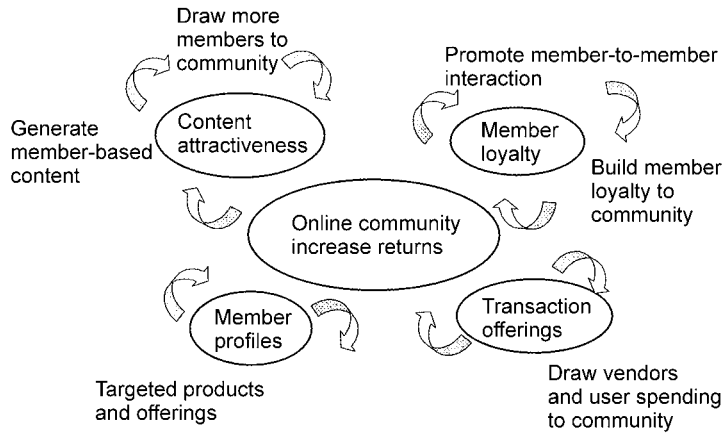 Draw more
members to
community
Promote member-to-member
interaction
Generate
member-based
content
Content
attractiveness
Member
loyalty
Build member
loyalty to
community
Online community
increase returns
Member
profiles
Transaction
offerings
Targeted products
and offerings
Draw vendors
and user spending
to community